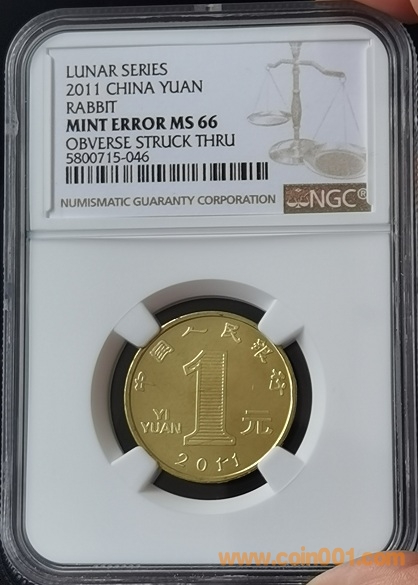 LUNAR SERIES
2011 CHINA YUAN
RABBIT
MINT ERROR MS 66
OBVERSE STRUCK THRU
5800715-046
NUMISMATIC GUARANTY CORPORATION
NGC®
中国人民银行
1
YI
YUAN
元
2011
www.coin001.com